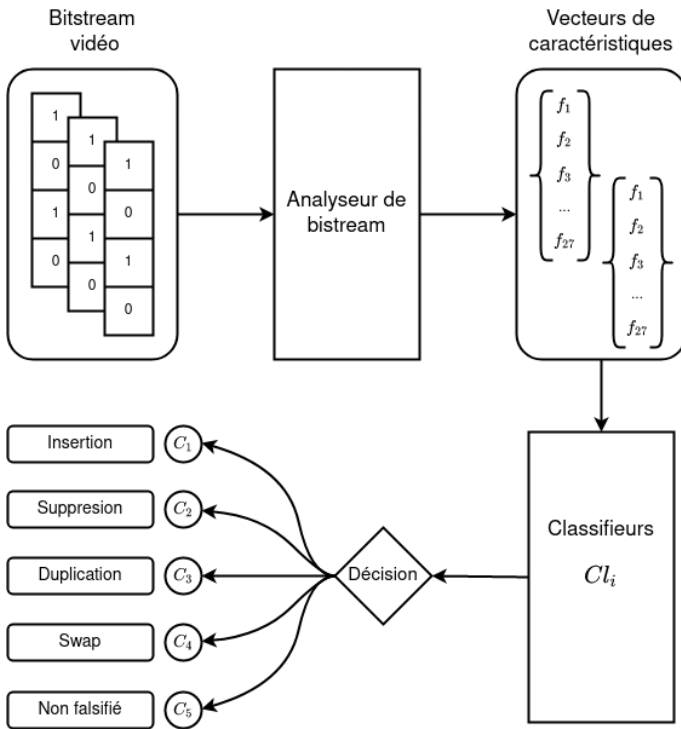 Bitstream
vidéo
1
0
1
0
1
0
1
0
1
0
1
0
Analyseur de
bistream
Vecteurs de
caractéristiques
f₁
f₂
f₃
...
f₂₇
f₁
f₂
f₃
...
f₂₇
Classifieurs
Clᵢ
Décision
Insertion
C₁
Suppresion
C₂
Duplication
C₃
Swap
C₄
Non falsifié
C₅